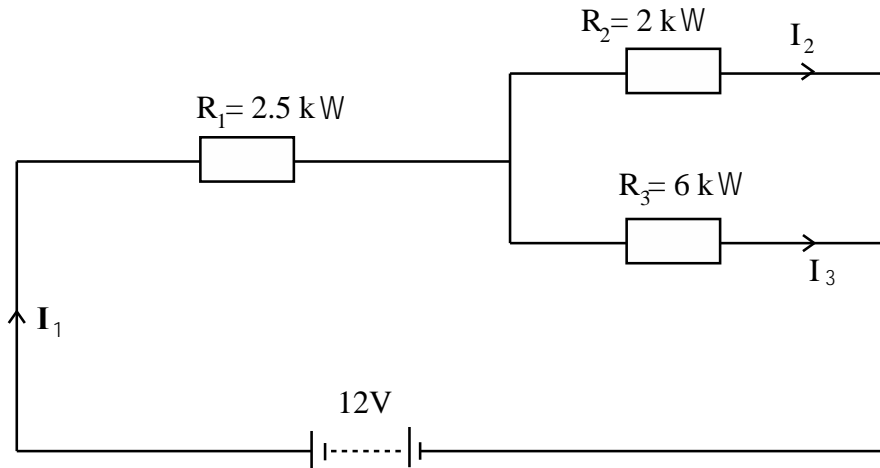 R2= 2 kW
I2
R1= 2.5 kW
R3= 6 kW
I3
I1
12V